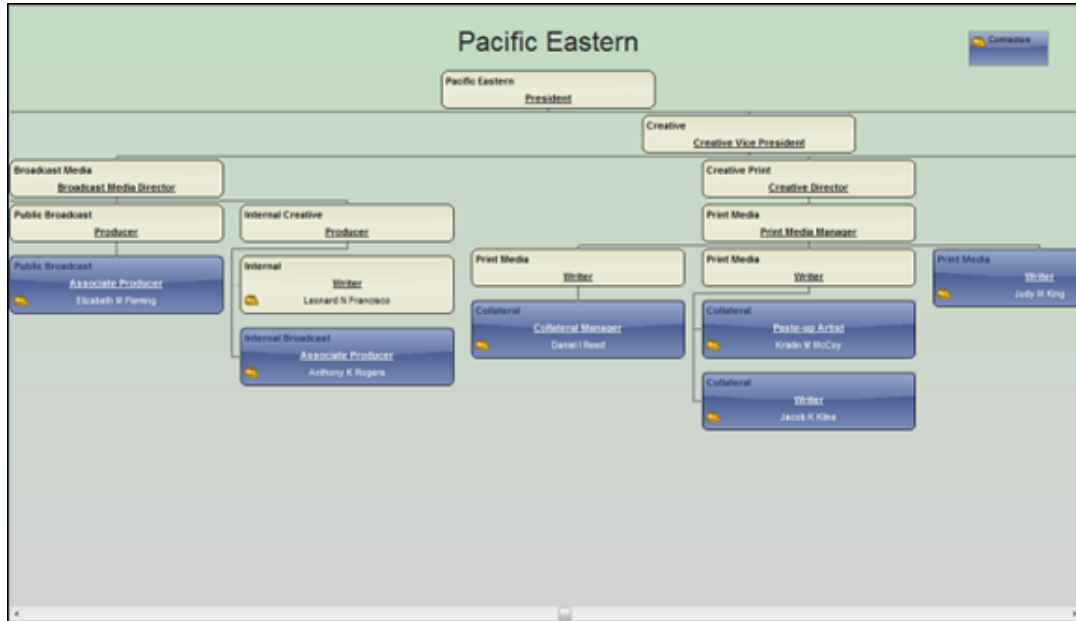 Pacific Eastern
Contractors
Pacific Eastern
President
Creative
Creative Vice President
Broadcast Media
Broadcast Media Director
Creative Print
Creative Director
Public Broadcast
Producer
Internal Creative
Producer
Print Media
Print Media Manager
Public Broadcast
Associate Producer
Elizabeth M Fleming
Internal
Writer
Leonard N Francisco
Print Media
Writer
Print Media
Writer
Print Media
Writer
Judy M King
Internal Broadcast
Associate Producer
Anthony K Rogers
Collateral
Collateral Manager
Daniel I Reed
Collateral
Paste-up Artist
Kristin M McCoy
Collateral
Writer
Jacob K Kline